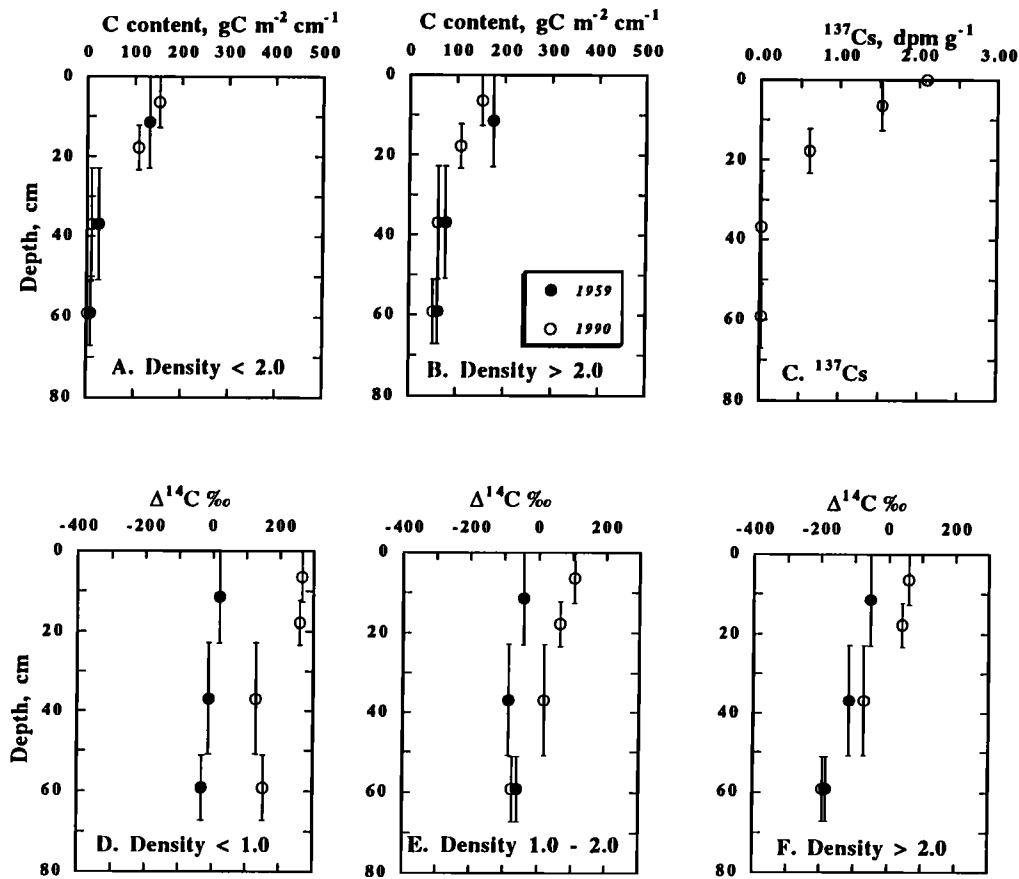 C content, gC m⁻² cm⁻¹
0 100 200 300 400 500
0
20
40
60
80
Depth, cm
A. Density < 2.0
C content, gC m⁻² cm⁻¹
0 100 200 300 400 500
0
20
40
60
80
1959
1990
B. Density > 2.0
¹³⁷Cs, dpm g⁻¹
0.00 1.00 2.00 3.00
0
20
40
60
80
C. ¹³⁷Cs
Δ¹⁴C ‰
-400 -200 0 200
0
20
40
60
80
Depth, cm
D. Density < 1.0
Δ¹⁴C ‰
-400 -200 0 200
0
20
40
60
80
E. Density 1.0 - 2.0
Δ¹⁴C ‰
-400 -200 0 200
0
20
40
60
80
F. Density > 2.0